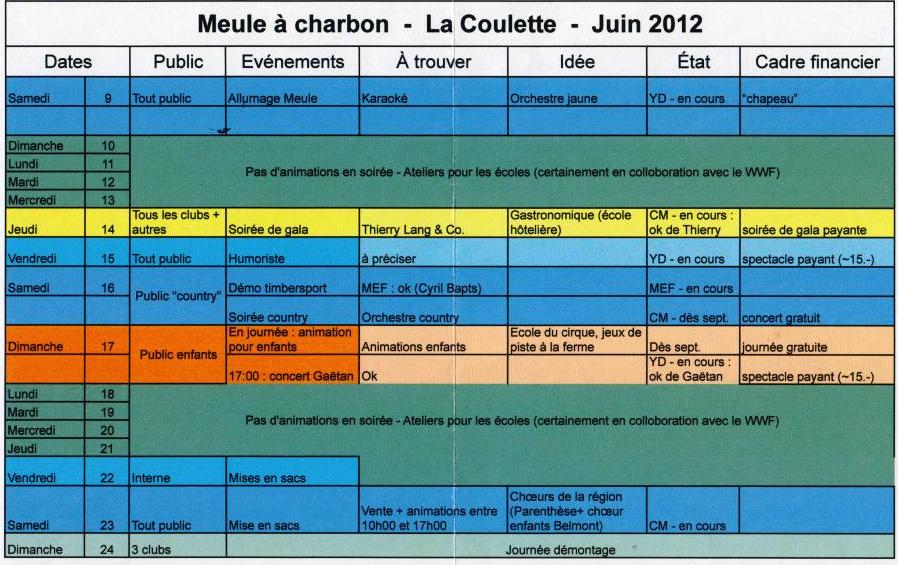 Meule à charbon - La Coulette - Juin 2012
Dates Public Evénements À trouver Idée État Cadre financier
Samedi 9 Tout public Allumage Meule Karaoké Orchestre jaune YD - en cours "chapeau"
Dimanche 10
Lundi 11
Mardi 12
Mercredi 13
Pas d'animations en soirée - Ateliers pour les écoles (certainement en colloboration avec le WWF)
Jeudi 14
Tous les clubs +
autres
Soirée de gala
Thierry Lang & Co.
Gastronomique (école
hôtelière)
CM - en cours :
ok de Thierry
soirée de gala payante
Vendredi 15 Tout public Humoriste à préciser YD - en cours spectacle payant (~15.-)
Samedi 16
Public "country"
Démo timbersport MEF : ok (Cyril Bapts) MEF - en cours
Soirée country Orchestre country CM - dès sept. concert gratuit
Dimanche 17
Public enfants
En journée : animation
pour enfants
Animations enfants
Ecole du cirque, jeux de
piste à la ferme
Dès sept.
journée gratuite
17:00 : concert Gaëtan
Ok
YD - en cours :
ok de Gaëtan
spectacle payant (~15.-)
Lundi 18
Mardi 19
Mercredi 20
Jeudi 21
Pas d'animations en soirée - Ateliers pour les écoles (certainement en colloboration avec le WWF)
Vendredi 22 Interne Mises en sacs
Samedi 23 Tout public Mise en sacs
Vente + animations entre
10h00 et 17h00
Chœurs de la région
(Parenthèse+ chœur
enfants Belmont)
CM - en cours
Dimanche 24 3 clubs Journée démontage